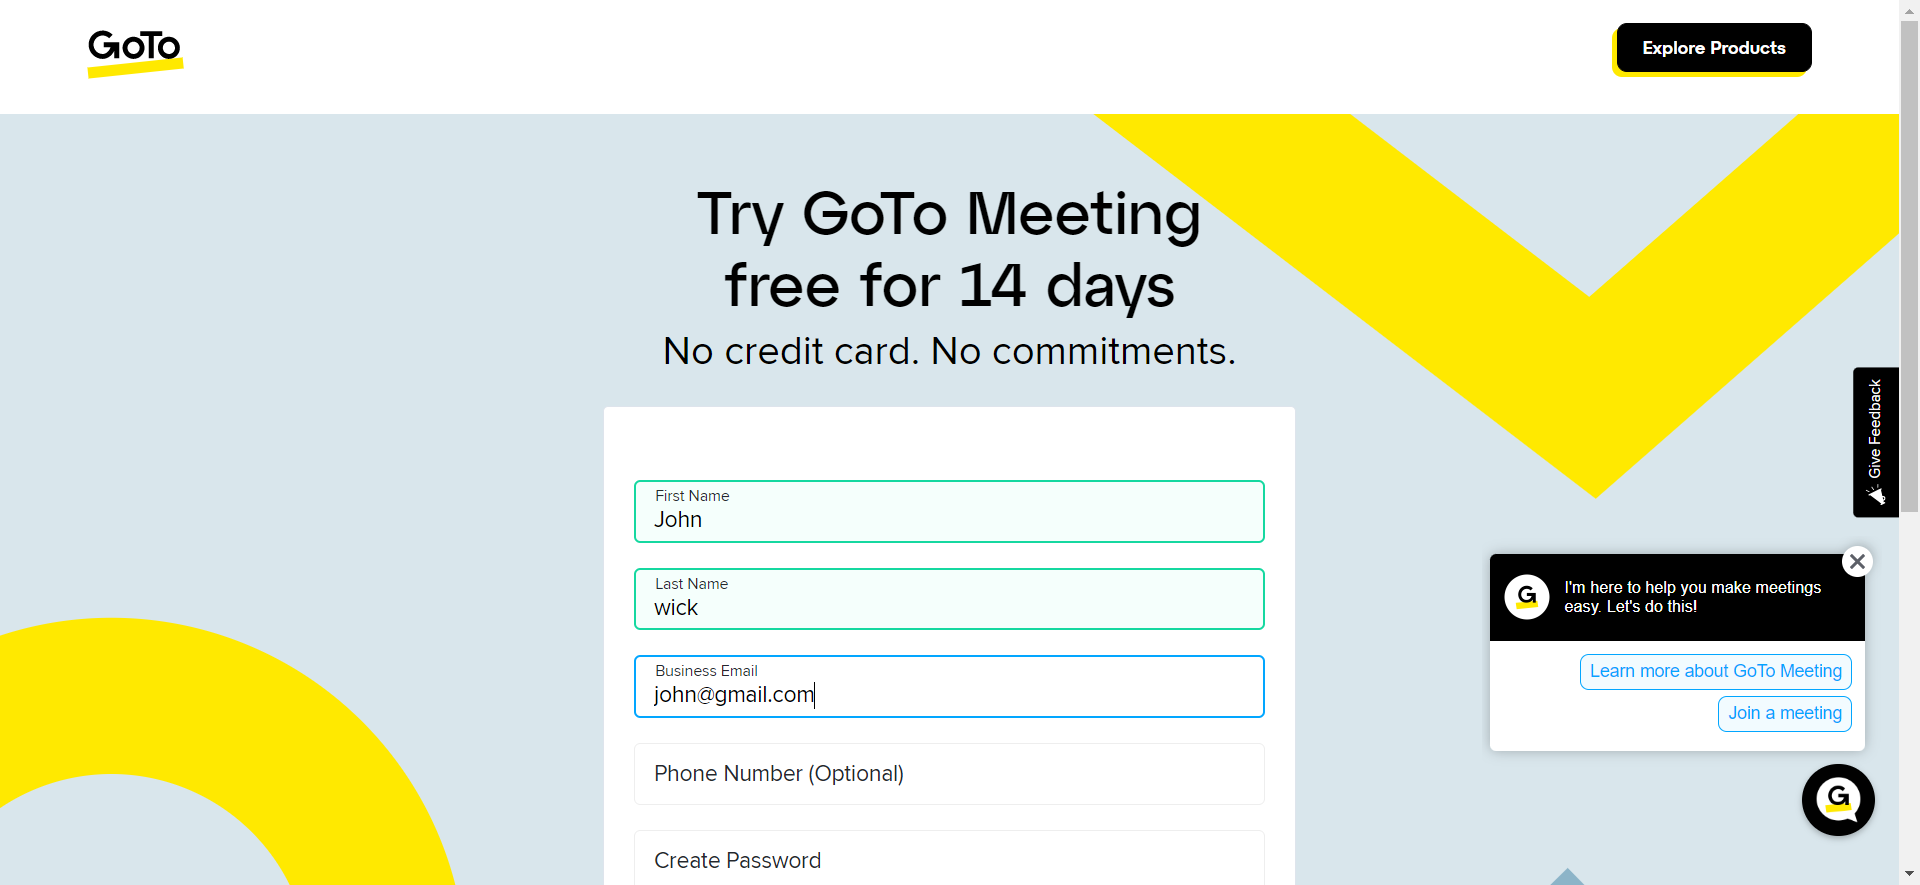 GoTo
Explore Products
Try GoTo Meeting
free for 14 days
No credit card. No commitments.
First Name
John
Last Name
wick
Business Email
john@gmail.com
Phone Number (Optional)
Create Password
Give Feedback
G
I'm here to help you make meetings
easy. Let's do this!
Learn more about GoTo Meeting
Join a meeting
G